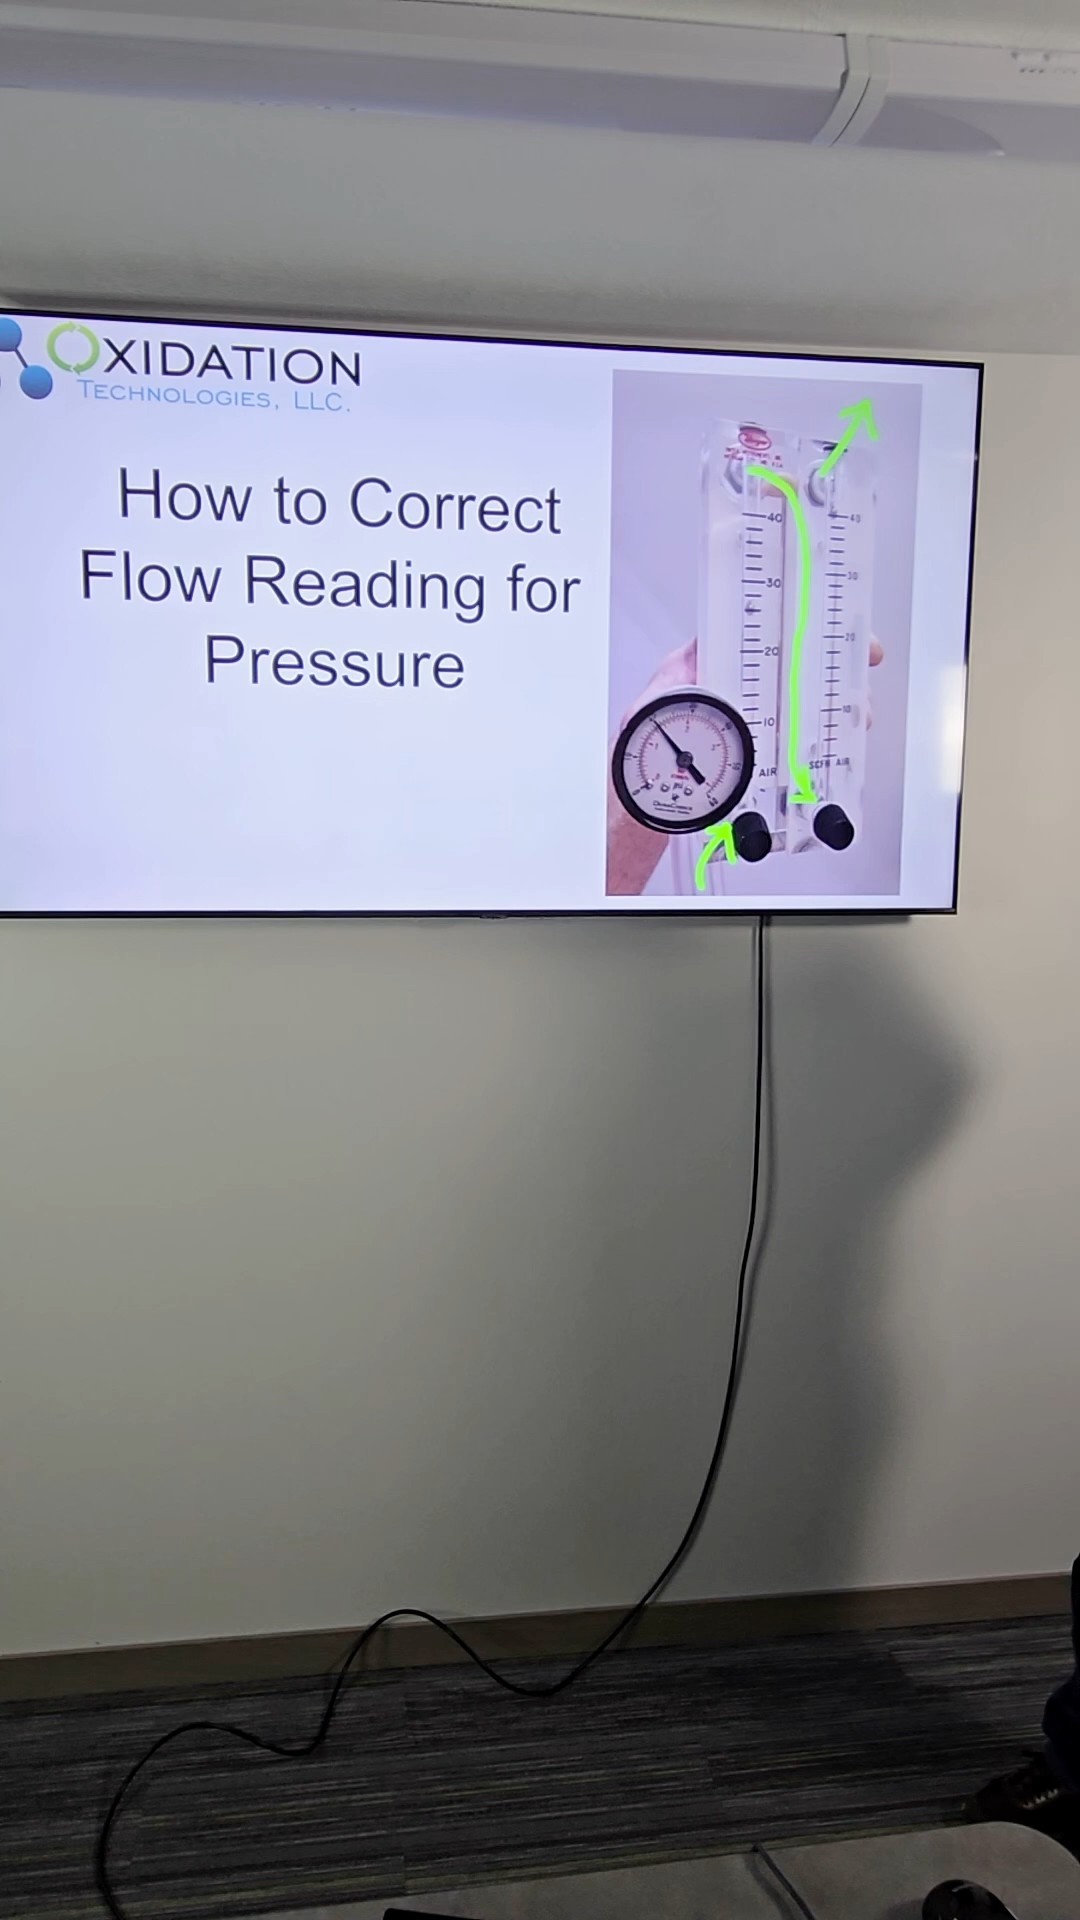 OXIDATION
TECHNOLOGIES, LLC.
How to Correct
Flow Reading for
Pressure
40
30
20
10
AIR
40
30
20
10
SCFH AIR
psi